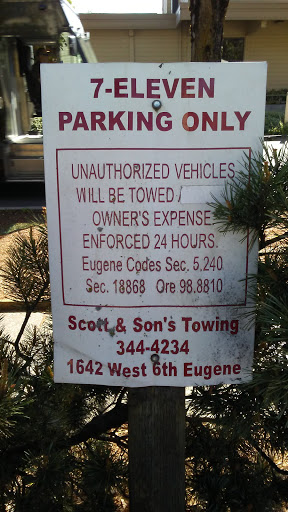 7-ELEVEN
PARKING ONLY
UNAUTHORIZED VEHICLES
WILL BE TOWED
OWNER'S EXPENSE
ENFORCED 24 HOURS.
Eugene Codes Sec. 5.240
Sec. 18868 Ore 98.8810
Scott & Son's Towing
344-4234
1642 West 6th Eugene